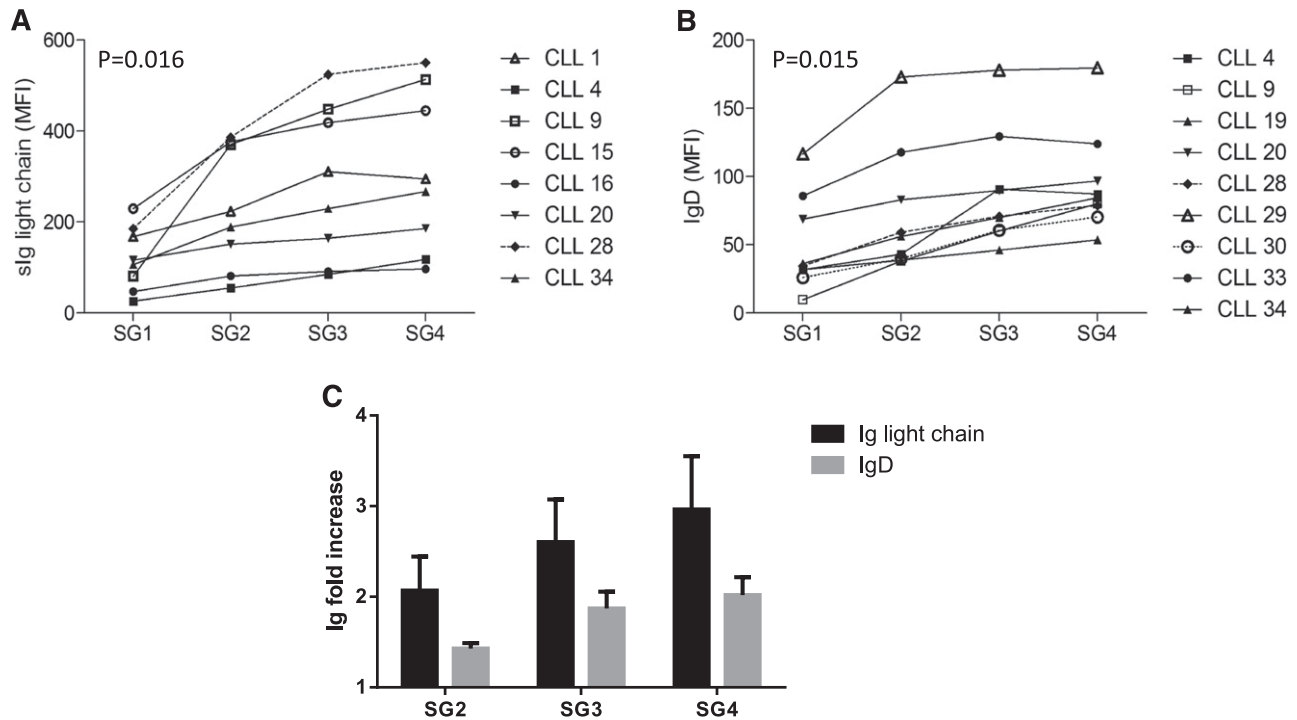 A
P=0.016
sIg light chain (MFI)
600
400
200
0
SG1 SG2 SG3 SG4
CLL 1
CLL 4
CLL 9
CLL 15
CLL 16
CLL 20
CLL 28
CLL 34
B
P=0.015
IgD (MFI)
200
150
100
50
0
SG1 SG2 SG3 SG4
CLL 4
CLL 9
CLL 19
CLL 20
CLL 28
CLL 29
CLL 30
CLL 33
CLL 34
C
Ig fold increase
4
3
2
1
SG2 SG3 SG4
Ig light chain
IgD